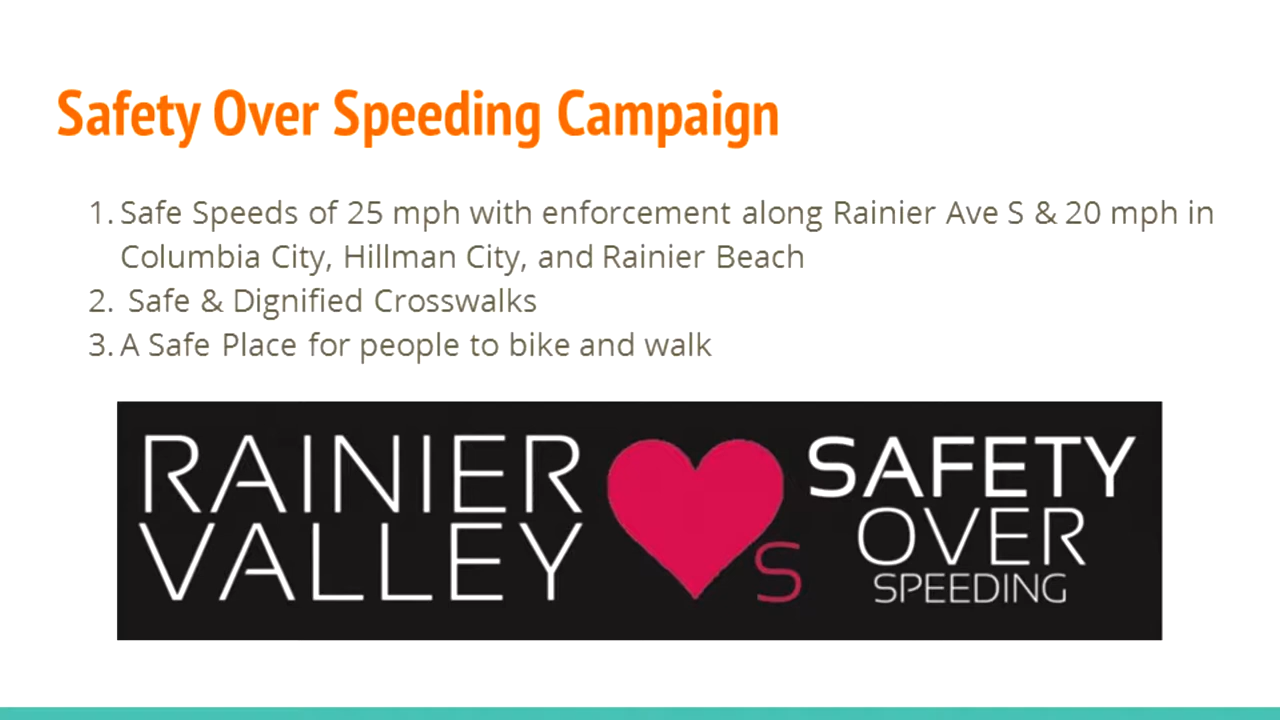 Safety Over Speeding Campaign
1. Safe Speeds of 25 mph with enforcement along Rainier Ave S & 20 mph in
Columbia City, Hillman City, and Rainier Beach
2. Safe & Dignified Crosswalks
3. A Safe Place for people to bike and walk
RAINIER
VALLEY
S
SAFETY
OVER
SPEEDING